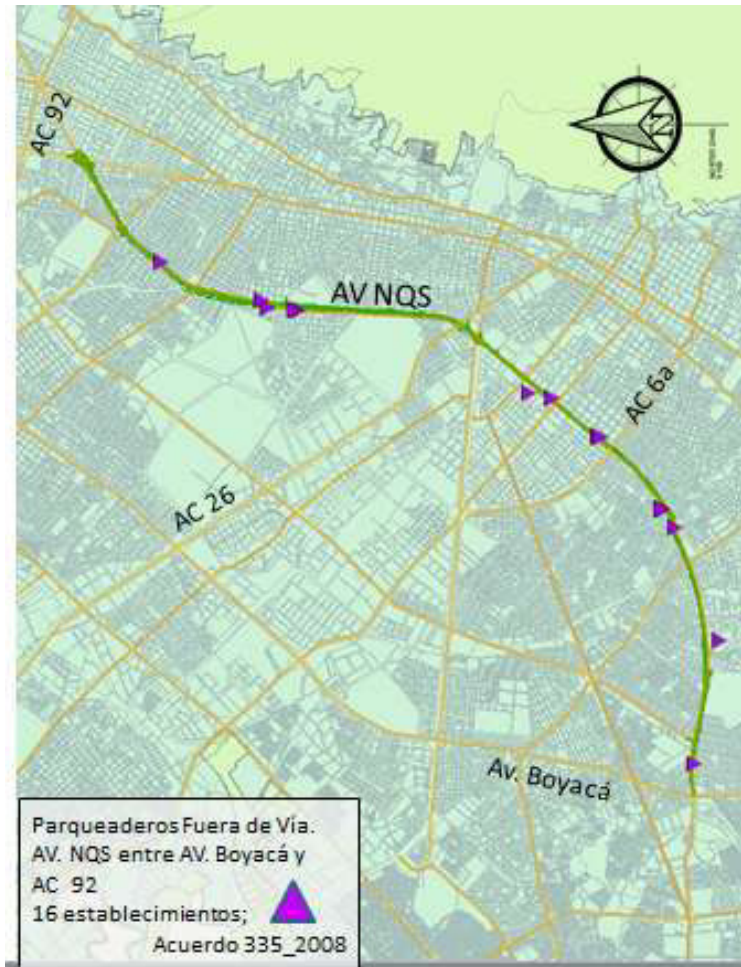 AC 92
AV NQS
AC 6a
AC 26
Av. Boyacá
Parqueaderos Fuera de Vía.
AV. NQS entre AV. Boyacá y
AC 92
16 establecimientos;
Acuerdo 335_2008